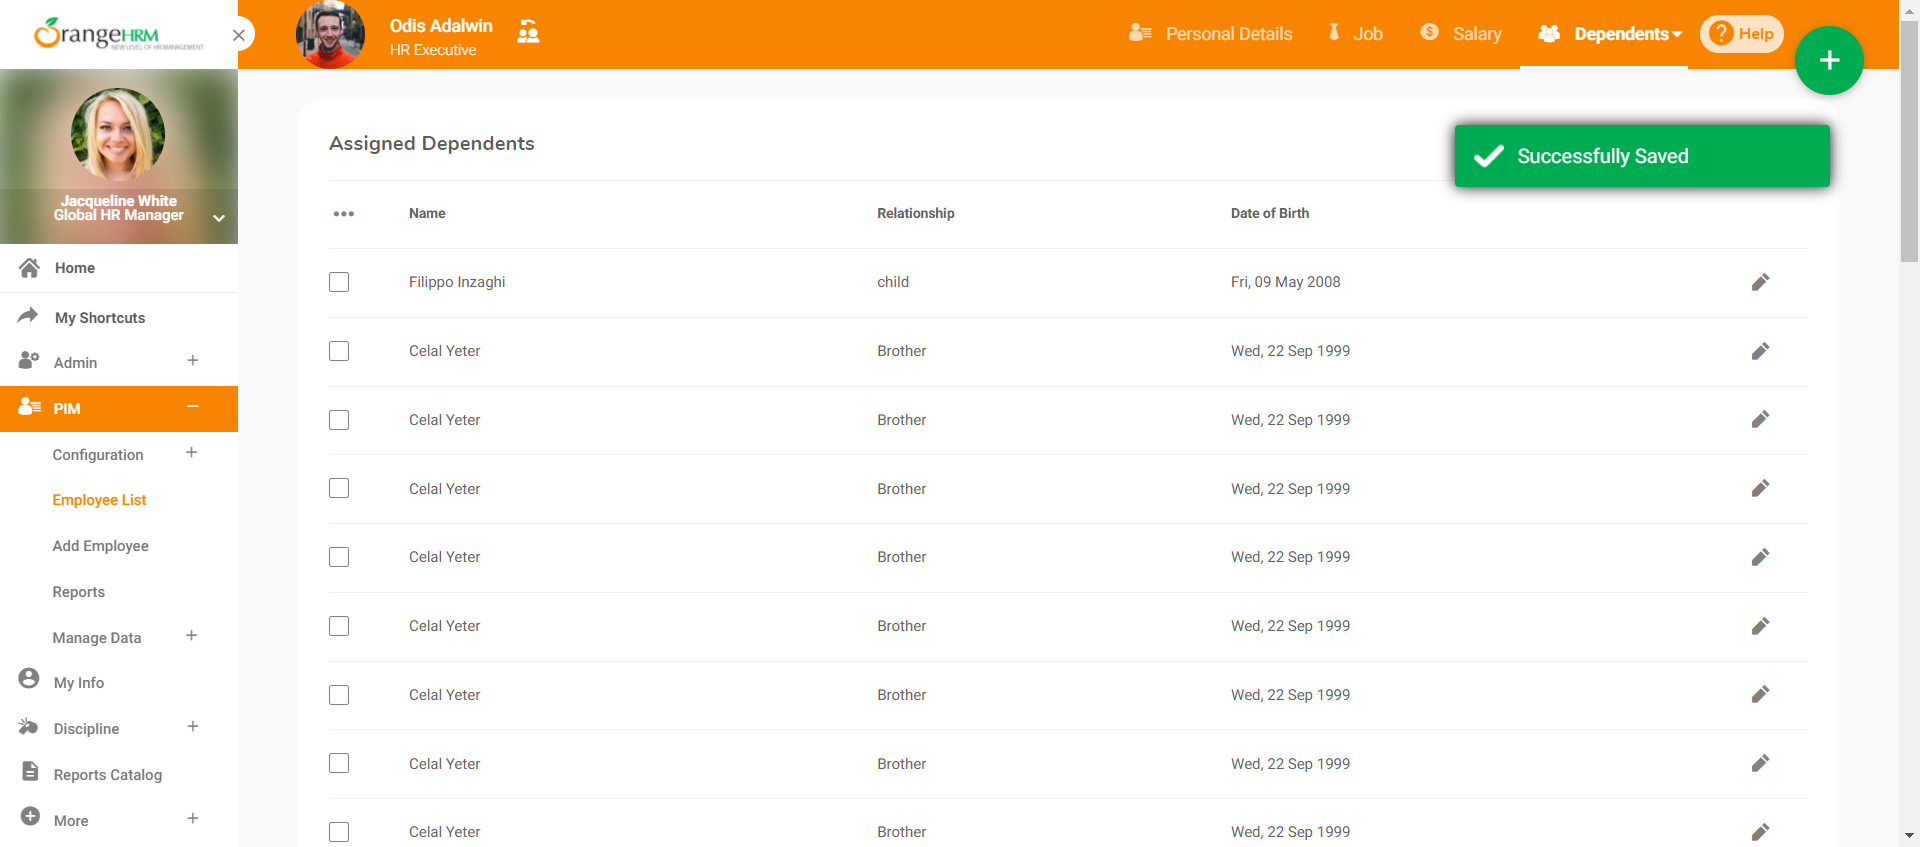 OrangeHRM
NEW LEVEL OF HR MANAGEMENT
Odis Adalwin
HR Executive
Personal Details
Job
Salary
Dependents
? Help
Jacqueline White
Global HR Manager
Home
My Shortcuts
Admin
PIM
Configuration
Employee List
Add Employee
Reports
Manage Data
My Info
Discipline
Reports Catalog
More
Assigned Dependents
Successfully Saved
Name Relationship Date of Birth
Filippo Inzaghi child Fri, 09 May 2008
Celal Yeter Brother Wed, 22 Sep 1999
Celal Yeter Brother Wed, 22 Sep 1999
Celal Yeter Brother Wed, 22 Sep 1999
Celal Yeter Brother Wed, 22 Sep 1999
Celal Yeter Brother Wed, 22 Sep 1999
Celal Yeter Brother Wed, 22 Sep 1999
Celal Yeter Brother Wed, 22 Sep 1999
Celal Yeter Brother Wed, 22 Sep 1999